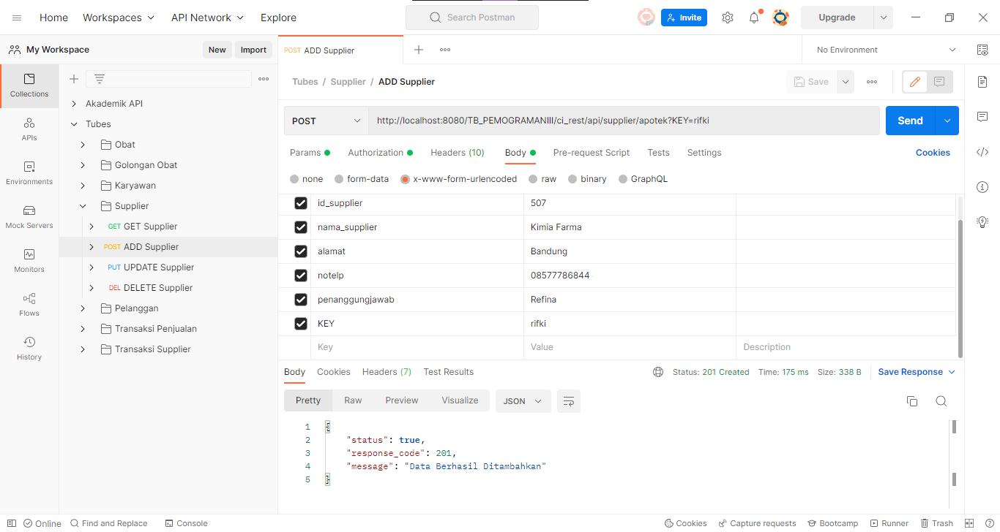 Home Workspaces API Network Explore Search Postman Invite Upgrade
My Workspace New Import POST ADD Supplier No Environment
Collections
APIs
Environments
Mock Servers
Monitors
Flows
History
Akademik API
Tubes
Obat
Golongan Obat
Karyawan
Supplier
GET GET Supplier
POST ADD Supplier
PUT UPDATE Supplier
DEL DELETE Supplier
Pelanggan
Transaksi Penjualan
Transaksi Supplier
Tubes / Supplier / ADD Supplier Save
POST http://localhost:8080/TB_PEMOGRAMANIII/ci_rest/api/supplier/apotek?KEY=rifki Send
Params Authorization Headers (10) Body Pre-request Script Tests Settings Cookies
none form-data x-www-form-urlencoded raw binary GraphQL
id_supplier 507
nama_supplier Kimia Farma
alamat Bandung
notelp 08577786844
penanggungjawab Refina
KEY rifki
Key Value Description
Body Cookies Headers (7) Test Results Status: 201 Created Time: 175 ms Size: 338 B Save Response
Pretty Raw Preview Visualize JSON
1 {
2 "status": true,
3 "response_code": 201,
4 "message": "Data Berhasil Ditambahkan"
5 }
Online Find and Replace Console Cookies Capture requests Bootcamp Runner Trash